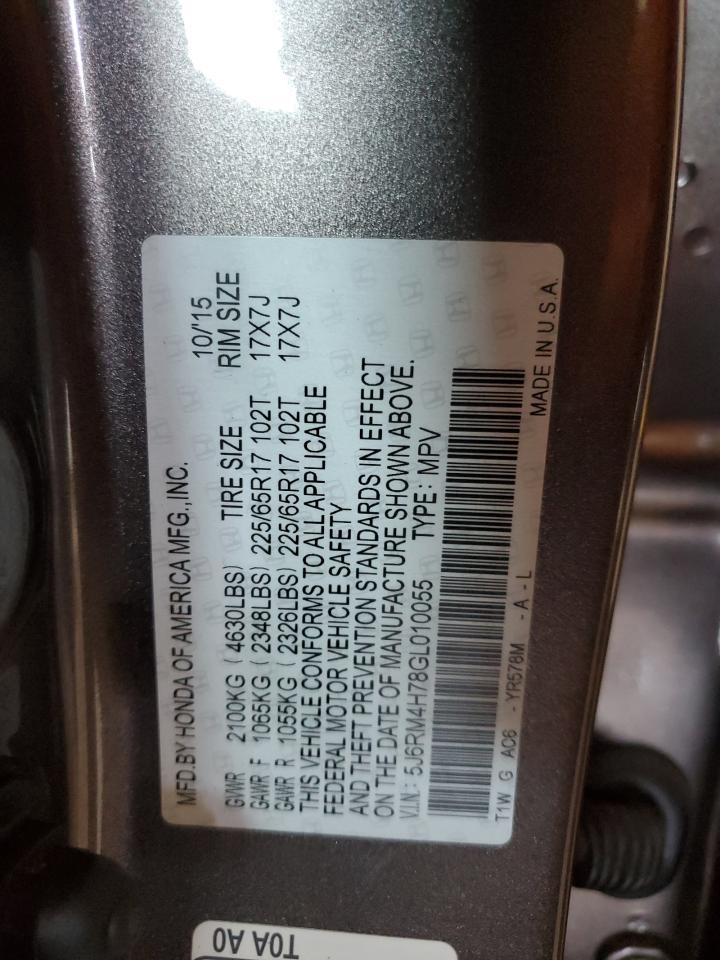 MFD.BY HONDA OF AMERICA MFG.,INC. 10/'15
GVWR 2100KG ( 4630LBS) TIRE SIZE RIM SIZE
GAWR F 1065KG ( 2348LBS) 225/65R17 102T 17X7J
GAWR R 1055KG ( 2326LBS) 225/65R17 102T 17X7J
THIS VEHICLE CONFORMS TO ALL APPLICABLE
FEDERAL MOTOR VEHICLE SAFETY
AND THEFT PREVENTION STANDARDS IN EFFECT
ON THE DATE OF MANUFACTURE SHOWN ABOVE.
V.I.N.: 5J6RM4H78GL010055 TYPE: MPV
T1W G AC6 - YR578M - A - L MADE IN U.S.A.
T0A A0